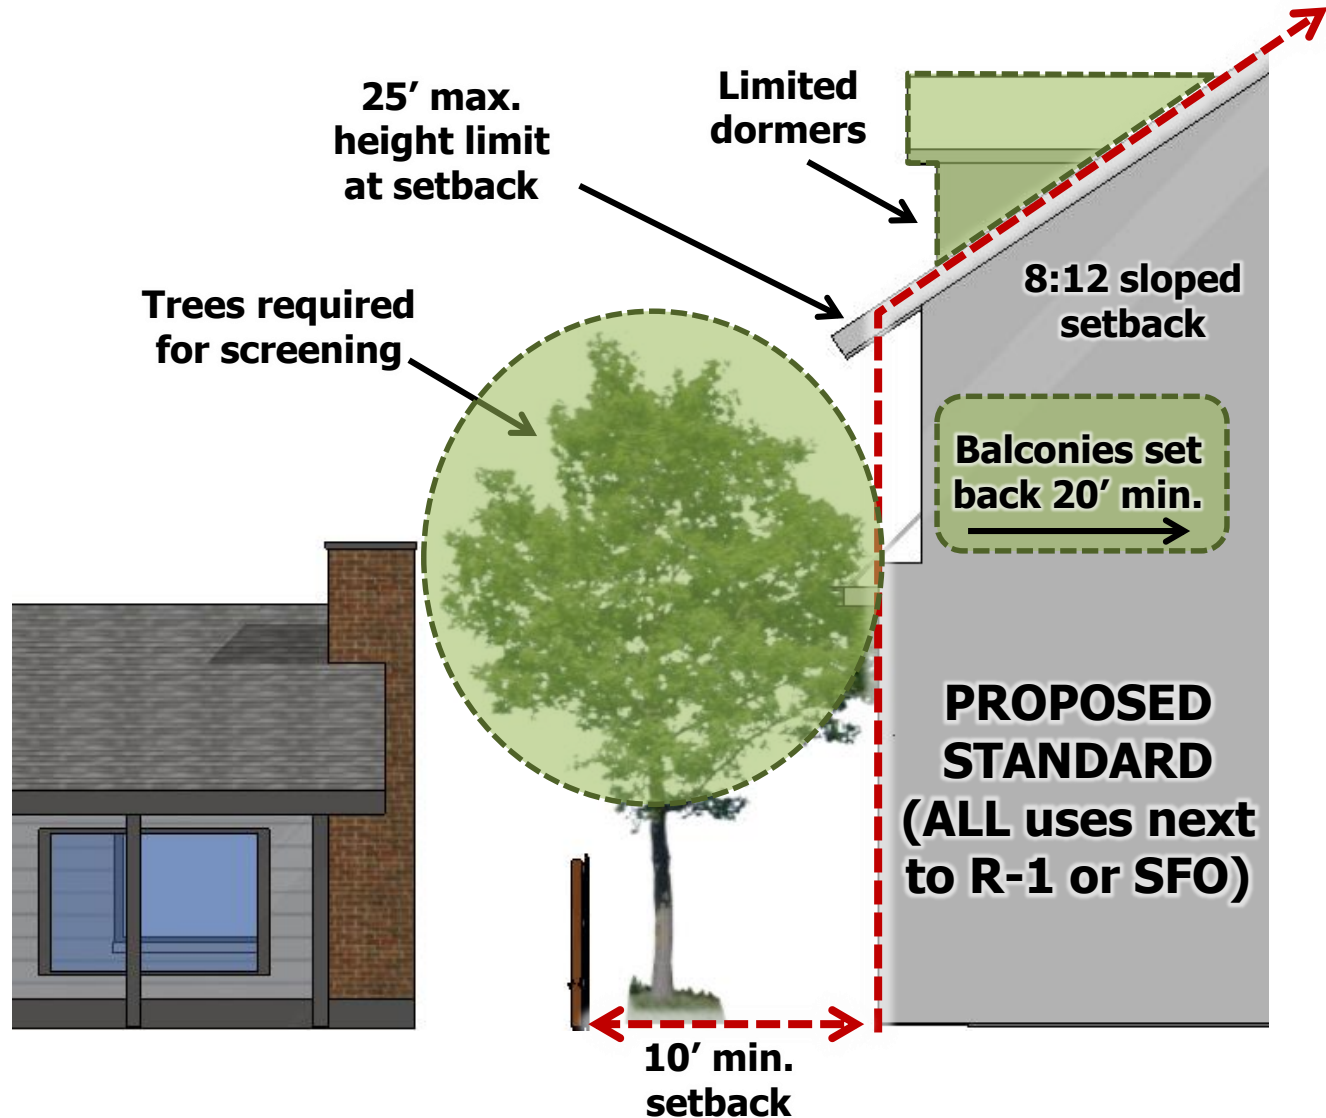 25’ max.
height limit
at setback
Limited
dormers
Trees required
for screening
8:12 sloped
setback
Balconies set
back 20’ min.
PROPOSED
STANDARD
(ALL uses next
to R-1 or SFO)
10’ min.
setback